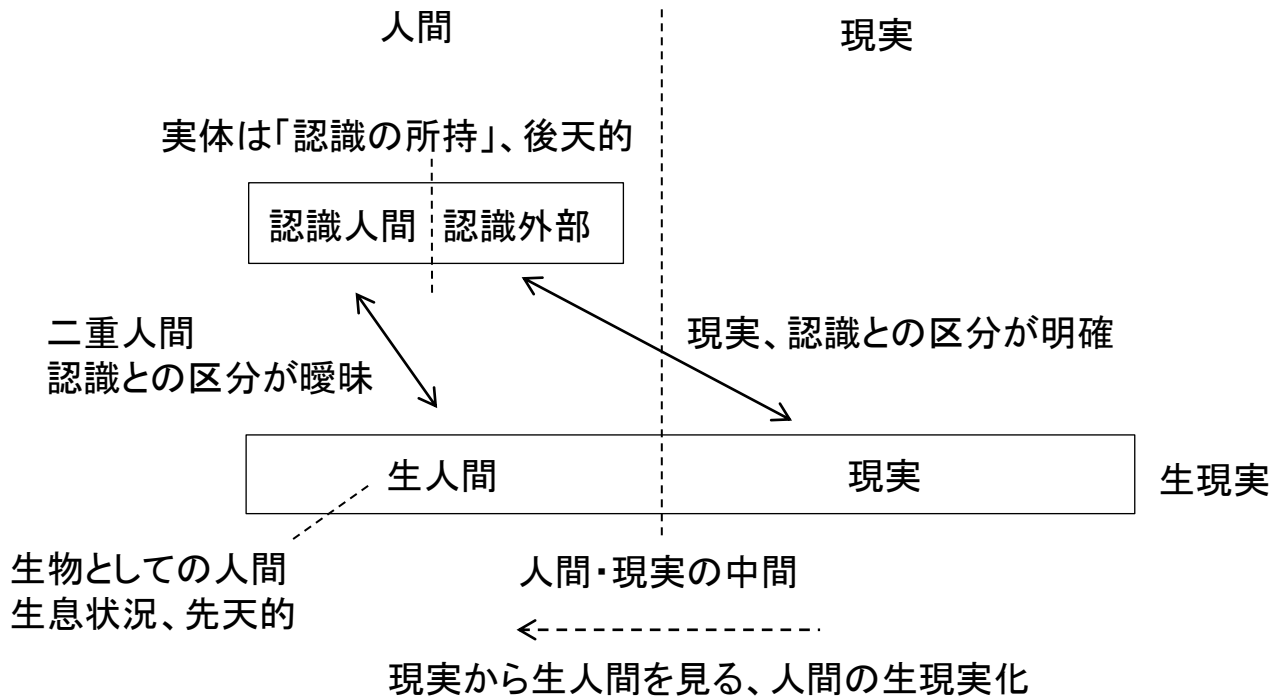 人間
現実
実体は「認識の所持」、後天的
認識人間
認識外部
二重人間
認識との区分が曖昧
現実、認識との区分が明確
生人間
現実
生現実
生物としての人間
生息状況、先天的
人間・現実の中間
現実から生人間を見る、人間の生現実化